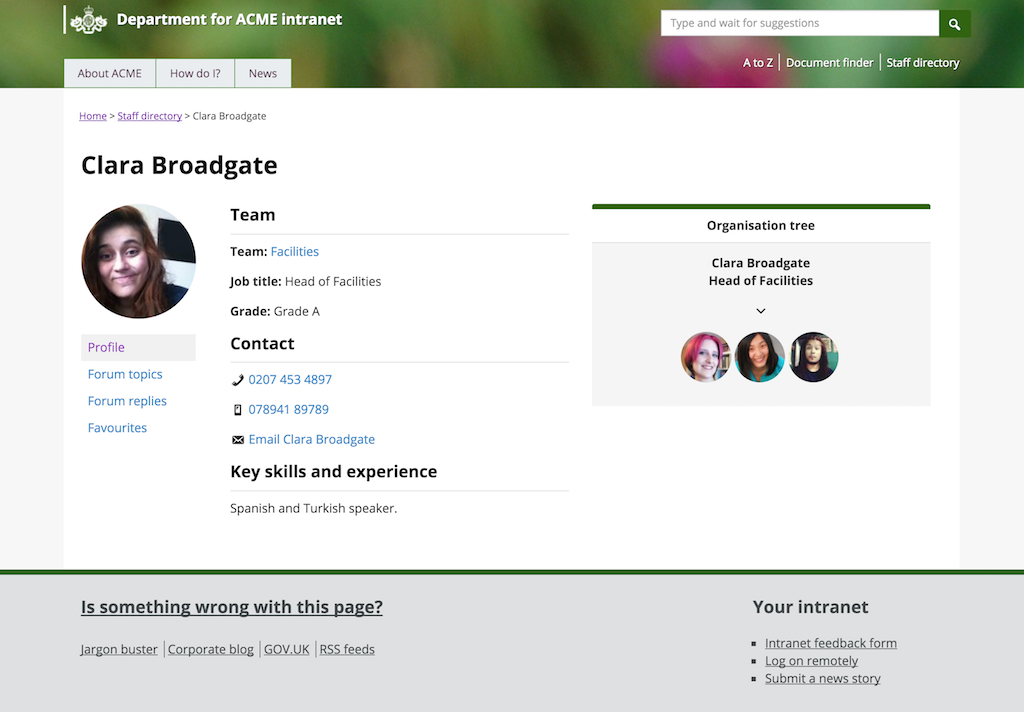 Department for ACME intranet
Type and wait for suggestions
About ACME How do I? News
A to Z Document finder Staff directory
Home > Staff directory > Clara Broadgate
Clara Broadgate
Profile
Forum topics
Forum replies
Favourites
Team
Team: Facilities
Job title: Head of Facilities
Grade: Grade A
Contact
0207 453 4897
078941 89789
Email Clara Broadgate
Key skills and experience
Spanish and Turkish speaker.
Organisation tree
Clara Broadgate
Head of Facilities
Is something wrong with this page?
Jargon buster Corporate blog GOV.UK RSS feeds
Your intranet
Intranet feedback form
Log on remotely
Submit a news story